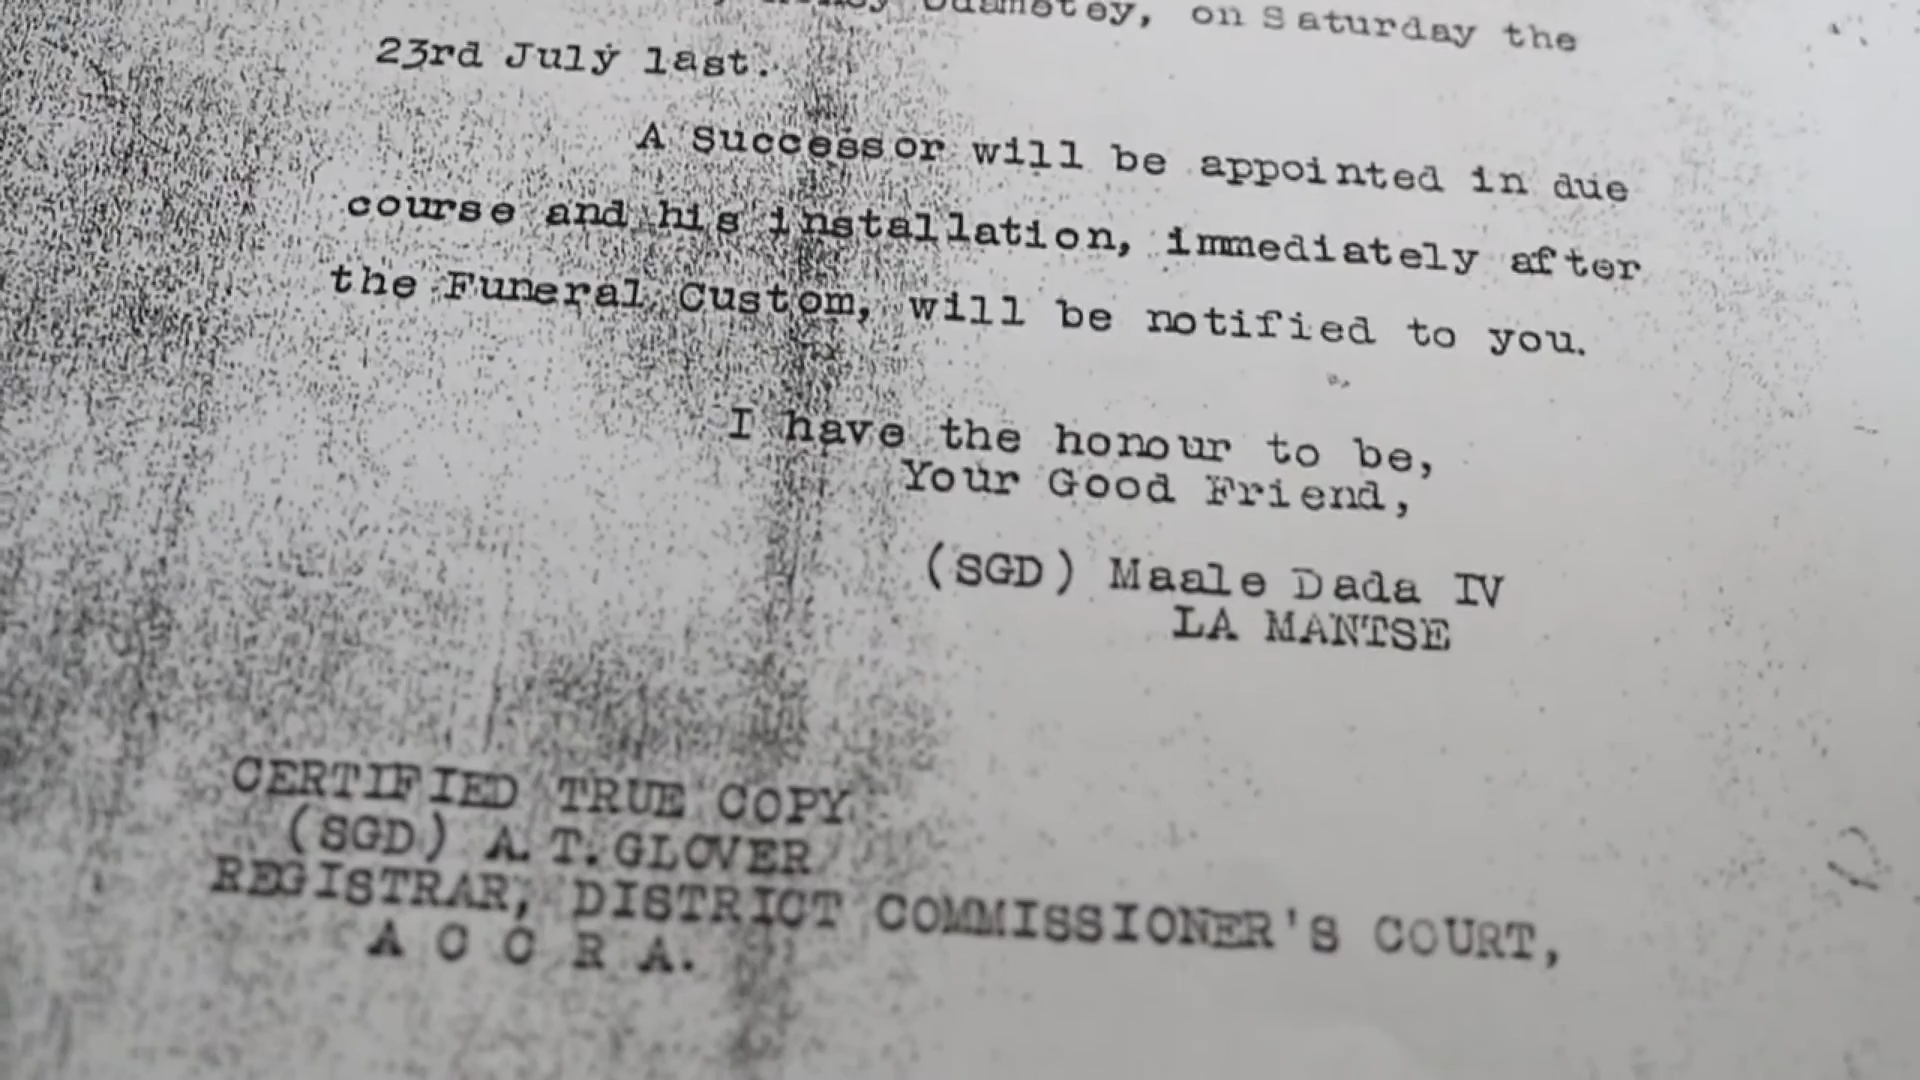 on Saturday the
23rd July last.
A Successor will be appointed in due
course and his installation, immediately after
the Funeral Custom, will be notified to you.
I have the honour to be,
Your Good Friend,
(SGD) Maale Dada IV
LA MANTSE
CERTIFIED TRUE COPY
(SGD) A. T. GLOVER
REGISTRAR, DISTRICT COMMISSIONER'S COURT,
A C C R A.